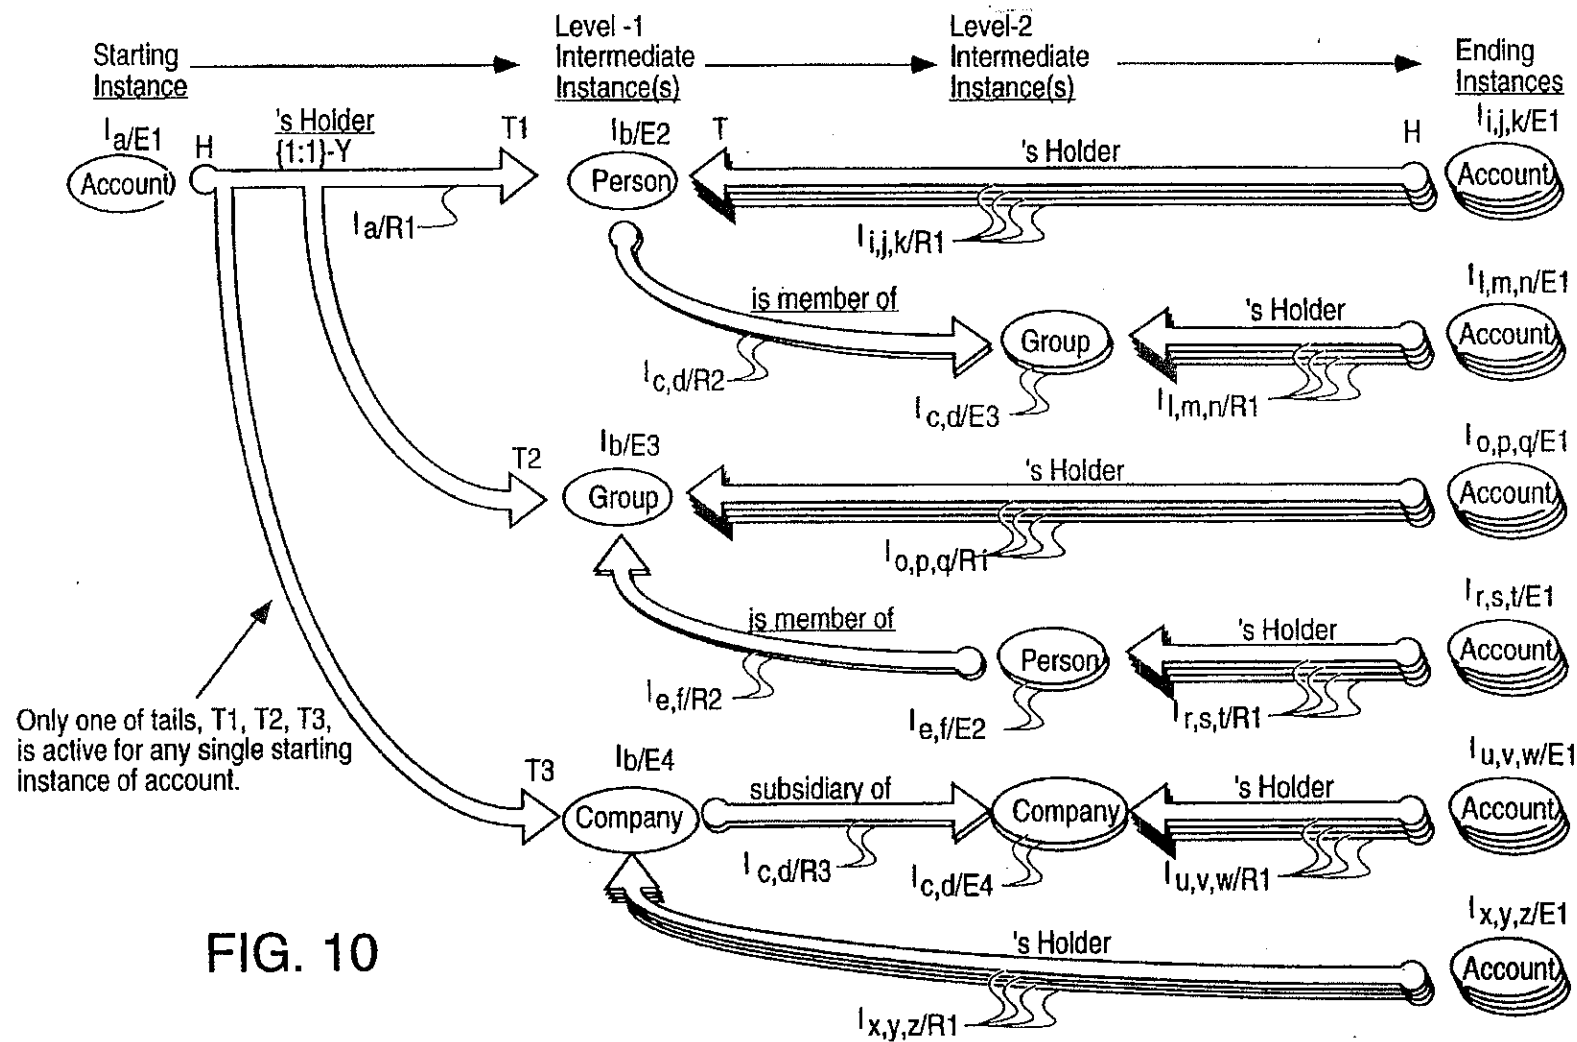 Starting
Instance
Level -1
Intermediate
Instance(s)
Level-2
Intermediate
Instance(s)
Ending
Instances
Ia/E1
H
's Holder
{1:1}-Y
T1
Ib/E2
T
's Holder
H
Ii,j,k/E1
Account
Person
Account
Ia/R1
Ii,j,k/R1
is member of
's Holder
Il,m,n/E1
Group
Account
Ic,d/R2
Ic,d/E3
Il,m,n/R1
T2
Ib/E3
's Holder
Io,p,q/E1
Group
Account
Io,p,q/R1
is member of
's Holder
Ir,s,t/E1
Person
Account
Ie,f/R2
Ie,f/E2
Ir,s,t/R1
Only one of tails, T1, T2, T3,
is active for any single starting
instance of account.
T3
Ib/E4
subsidiary of
's Holder
Iu,v,w/E1
Company
Company
Account
Ic,d/R3
Ic,d/E4
Iu,v,w/R1
's Holder
Ix,y,z/E1
Account
Ix,y,z/R1
FIG. 10